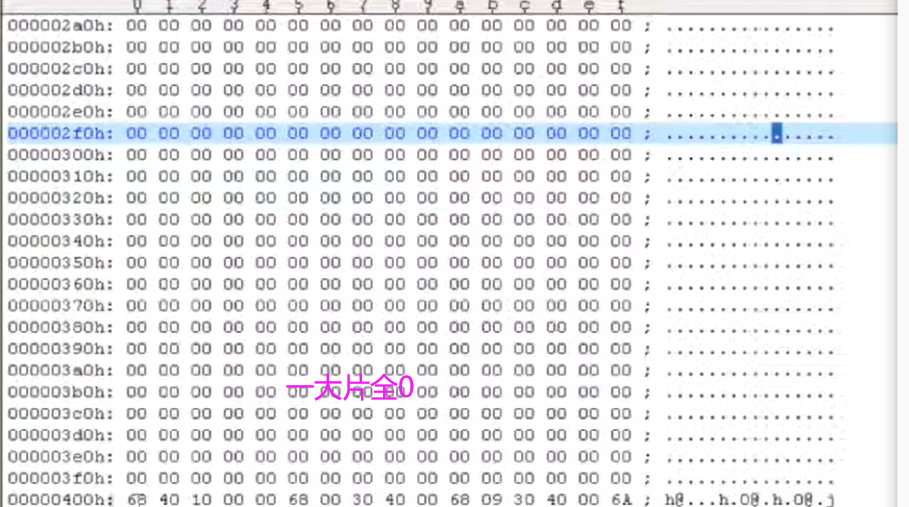 0 1 2 3 4 5 6 7 8 9 a b c d e f
000002a0h: 00 00 00 00 00 00 00 00 00 00 00 00 00 00 00 00 ; ................
000002b0h: 00 00 00 00 00 00 00 00 00 00 00 00 00 00 00 00 ; ................
000002c0h: 00 00 00 00 00 00 00 00 00 00 00 00 00 00 00 00 ; ................
000002d0h: 00 00 00 00 00 00 00 00 00 00 00 00 00 00 00 00 ; ................
000002e0h: 00 00 00 00 00 00 00 00 00 00 00 00 00 00 00 00 ; ................
000002f0h: 00 00 00 00 00 00 00 00 00 00 00 00 00 00 00 00 ; ................
00000300h: 00 00 00 00 00 00 00 00 00 00 00 00 00 00 00 00 ; ................
00000310h: 00 00 00 00 00 00 00 00 00 00 00 00 00 00 00 00 ; ................
00000320h: 00 00 00 00 00 00 00 00 00 00 00 00 00 00 00 00 ; ................
00000330h: 00 00 00 00 00 00 00 00 00 00 00 00 00 00 00 00 ; ................
00000340h: 00 00 00 00 00 00 00 00 00 00 00 00 00 00 00 00 ; ................
00000350h: 00 00 00 00 00 00 00 00 00 00 00 00 00 00 00 00 ; ................
00000360h: 00 00 00 00 00 00 00 00 00 00 00 00 00 00 00 00 ; ................
00000370h: 00 00 00 00 00 00 00 00 00 00 00 00 00 00 00 00 ; ................
00000380h: 00 00 00 00 00 00 00 00 00 00 00 00 00 00 00 00 ; ................
00000390h: 00 00 00 00 00 00 00 00 00 00 00 00 00 00 00 00 ; ................
000003a0h: 00 00 00 00 00 00 00 00 00 00 00 00 00 00 00 00 ; ................
一大片全0
000003b0h: 00 00 00 00 00 00 00 00 00 00 00 00 00 00 00 00 ; ................
000003c0h: 00 00 00 00 00 00 00 00 00 00 00 00 00 00 00 00 ; ................
000003d0h: 00 00 00 00 00 00 00 00 00 00 00 00 00 00 00 00 ; ................
000003e0h: 00 00 00 00 00 00 00 00 00 00 00 00 00 00 00 00 ; ................
000003f0h: 00 00 00 00 00 00 00 00 00 00 00 00 00 00 00 00 ; ................
00000400h: 68 40 10 00 00 68 00 30 40 00 68 09 30 40 00 6A ; h@...h.0@.h.0@.j